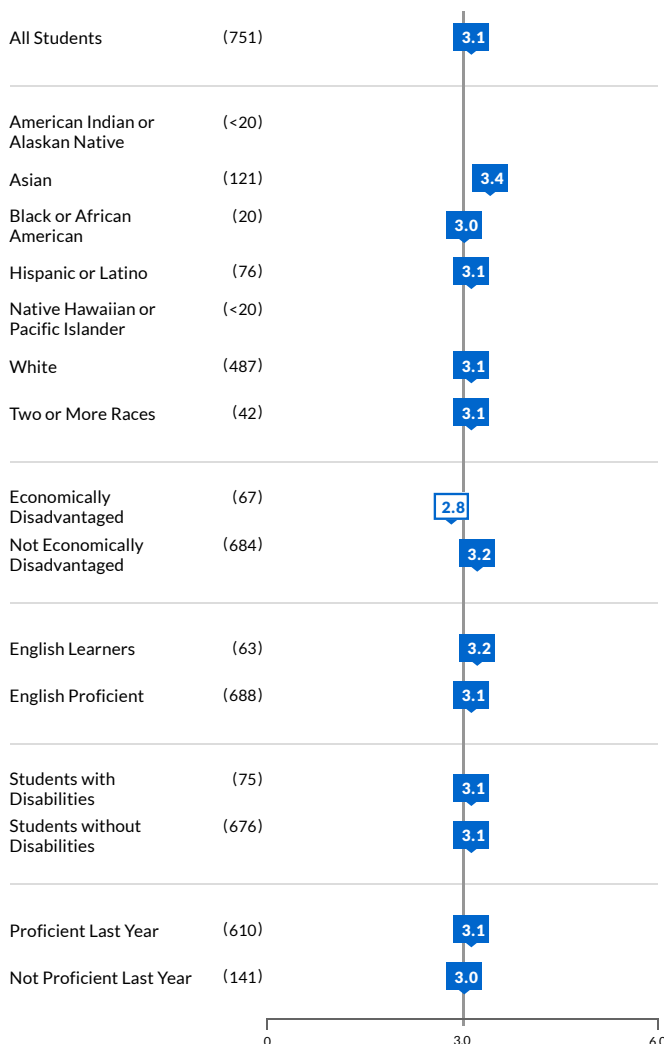 All Students (751) 3.1
American Indian or (<20)
Alaskan Native
Asian (121) 3.4
Black or African (20) 3.0
American
Hispanic or Latino (76) 3.1
Native Hawaiian or (<20)
Pacific Islander
White (487) 3.1
Two or More Races (42) 3.1
Economically (67) 2.8
Disadvantaged
Not Economically (684) 3.2
Disadvantaged
English Learners (63) 3.2
English Proficient (688) 3.1
Students with (75) 3.1
Disabilities
Students without (676) 3.1
Disabilities
Proficient Last Year (610) 3.1
Not Proficient Last Year (141) 3.0
0 3.0 6.0